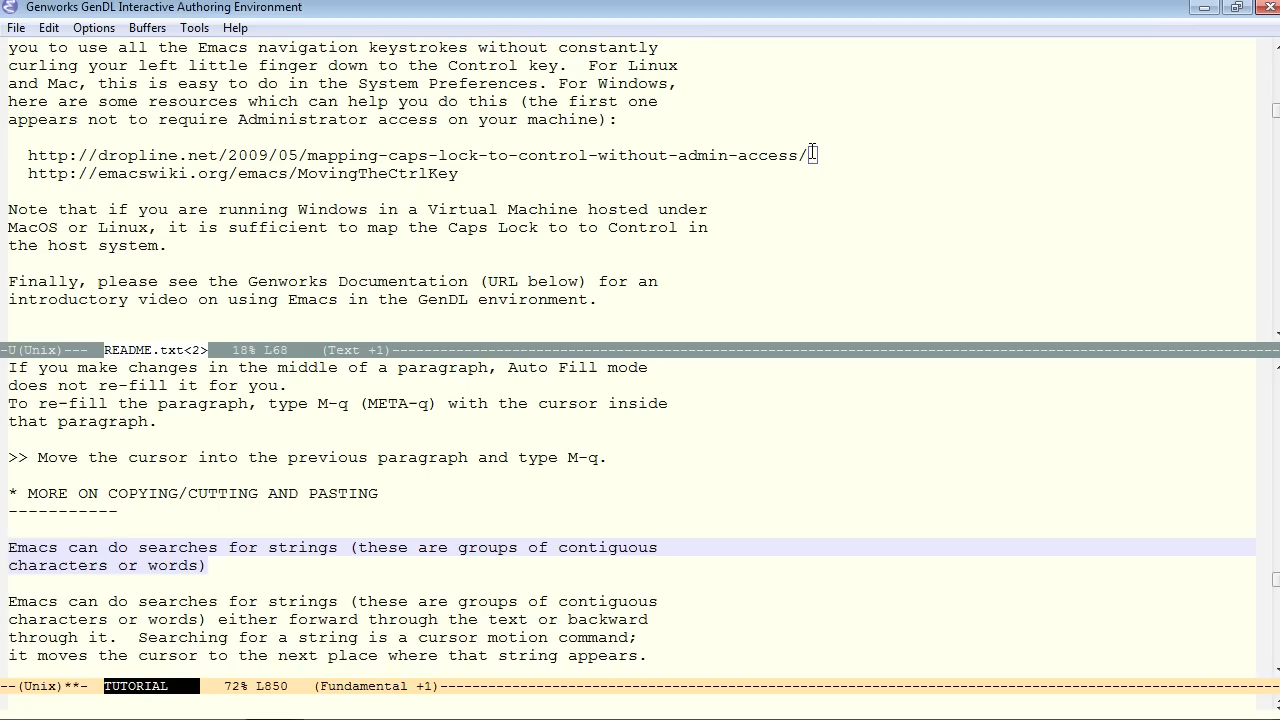 Genworks GenDL Interactive Authoring Environment
File Edit Options Buffers Tools Help
you to use all the Emacs navigation keystrokes without constantly
curling your left little finger down to the Control key.  For Linux
and Mac, this is easy to do in the System Preferences. For Windows,
here are some resources which can help you do this (the first one
appears not to require Administrator access on your machine):
http://dropline.net/2009/05/mapping-caps-lock-to-control-without-admin-access/
http://emacswiki.org/emacs/MovingTheCtrlKey
Note that if you are running Windows in a Virtual Machine hosted under
MacOS or Linux, it is sufficient to map the Caps Lock to to Control in
the host system.
Finally, please see the Genworks Documentation (URL below) for an
introductory video on using Emacs in the GenDL environment.
-U(Unix)---  README.txt<2>   18% L68    (Text +1)----------------------------------------------------------------------------------------
If you make changes in the middle of a paragraph, Auto Fill mode
does not re-fill it for you.
To re-fill the paragraph, type M-q (META-q) with the cursor inside
that paragraph.
>> Move the cursor into the previous paragraph and type M-q.
* MORE ON COPYING/CUTTING AND PASTING
-----------
Emacs can do searches for strings (these are groups of contiguous
characters or words)
Emacs can do searches for strings (these are groups of contiguous
characters or words) either forward through the text or backward
through it.  Searching for a string is a cursor motion command;
it moves the cursor to the next place where that string appears.
--(Unix)**-  TUTORIAL       72% L850   (Fundamental +1)-----------------------------------------------------------------------------------